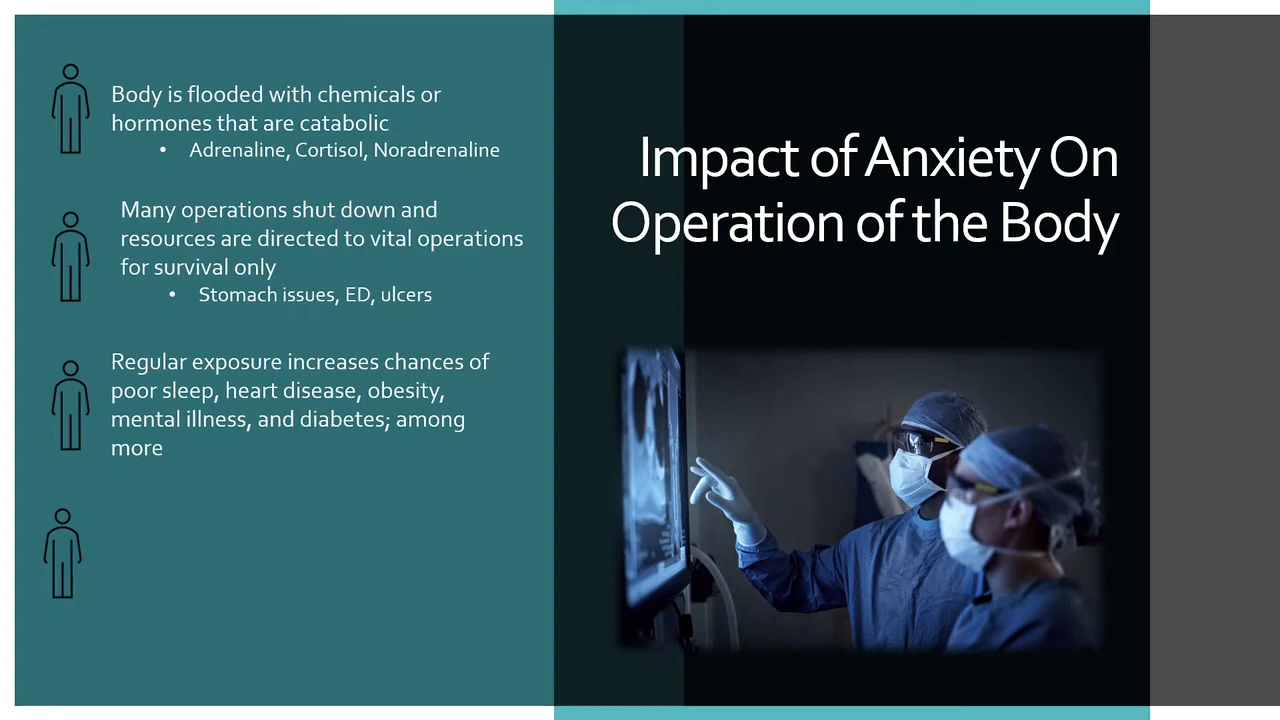 Body is flooded with chemicals or
hormones that are catabolic
• Adrenaline, Cortisol, Noradrenaline
Many operations shut down and
resources are directed to vital operations
for survival only
• Stomach issues, ED, ulcers
Regular exposure increases chances of
poor sleep, heart disease, obesity,
mental illness, and diabetes; among
more
Impact of Anxiety On
Operation of the Body